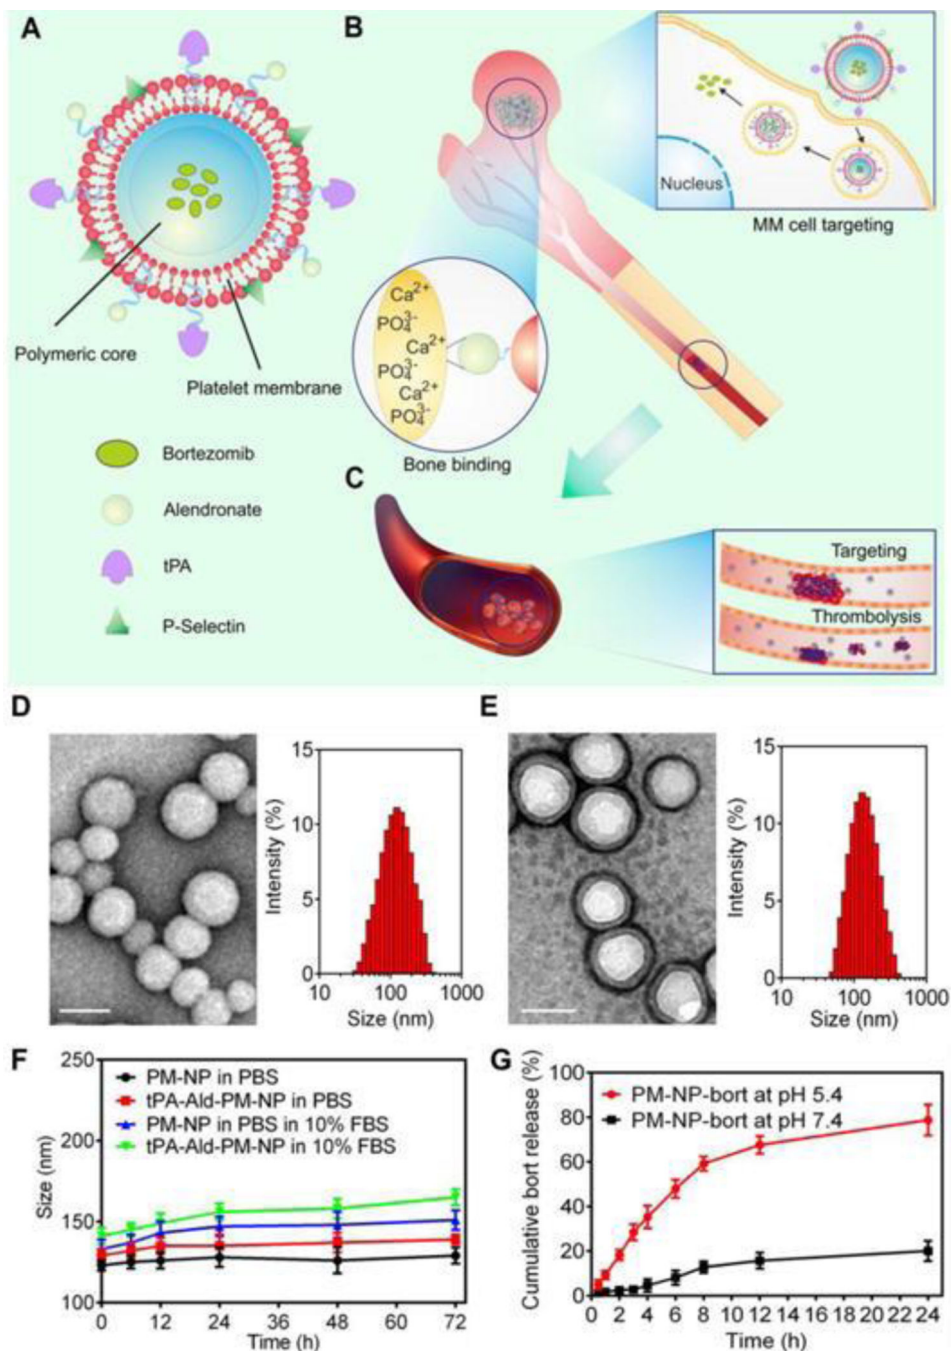 A
Polymeric core
Platelet membrane
Bortezomib
Alendronate
tPA
P-Selectin
B
Nucleus
MM cell targeting
Ca2+
PO43-
Ca2+
PO43-
Ca2+
PO43-
Bone binding
C
Targeting
Thrombolysis
D
Intensity (%)
15
10
5
0
10 100 1000
Size (nm)
E
Intensity (%)
15
10
5
0
10 100 1000
Size (nm)
F
Size (nm)
250
200
150
100
PM-NP in PBS
tPA-Ald-PM-NP in PBS
PM-NP in PBS in 10% FBS
tPA-Ald-PM-NP in 10% FBS
0 12 24 36 48 60 72
Time (h)
G
Cumulative bort release (%)
100
80
60
40
20
0
PM-NP-bort at pH 5.4
PM-NP-bort at pH 7.4
0 2 4 6 8 10 12 14 16 18 20 22 24
Time (h)